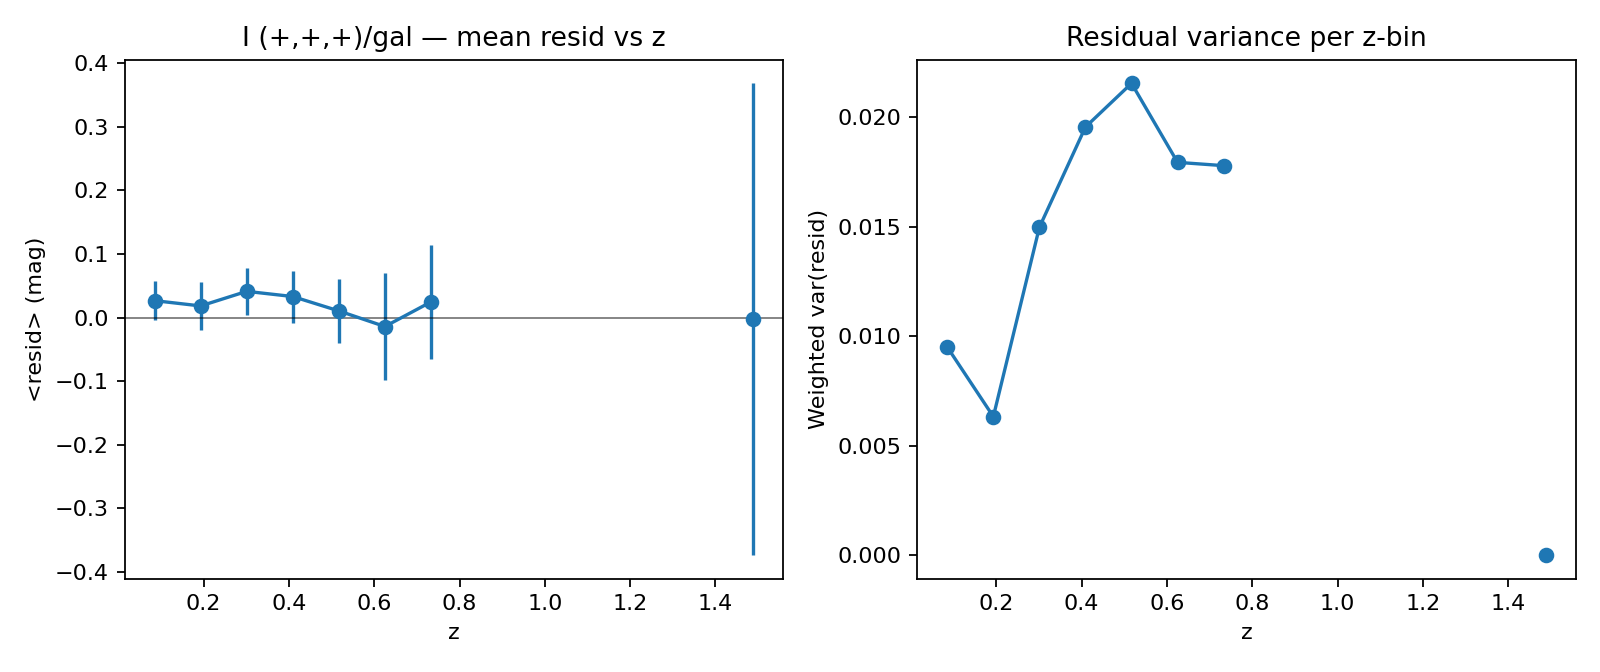 I (+,+,+)/gal — mean resid vs z
<resid> (mag)
0.4
0.3
0.2
0.1
0.0
−0.1
−0.2
−0.3
−0.4
0.2 0.4 0.6 0.8 1.0 1.2 1.4
z
Residual variance per z-bin
Weighted var(resid)
0.020
0.015
0.010
0.005
0.000
0.2 0.4 0.6 0.8 1.0 1.2 1.4
z